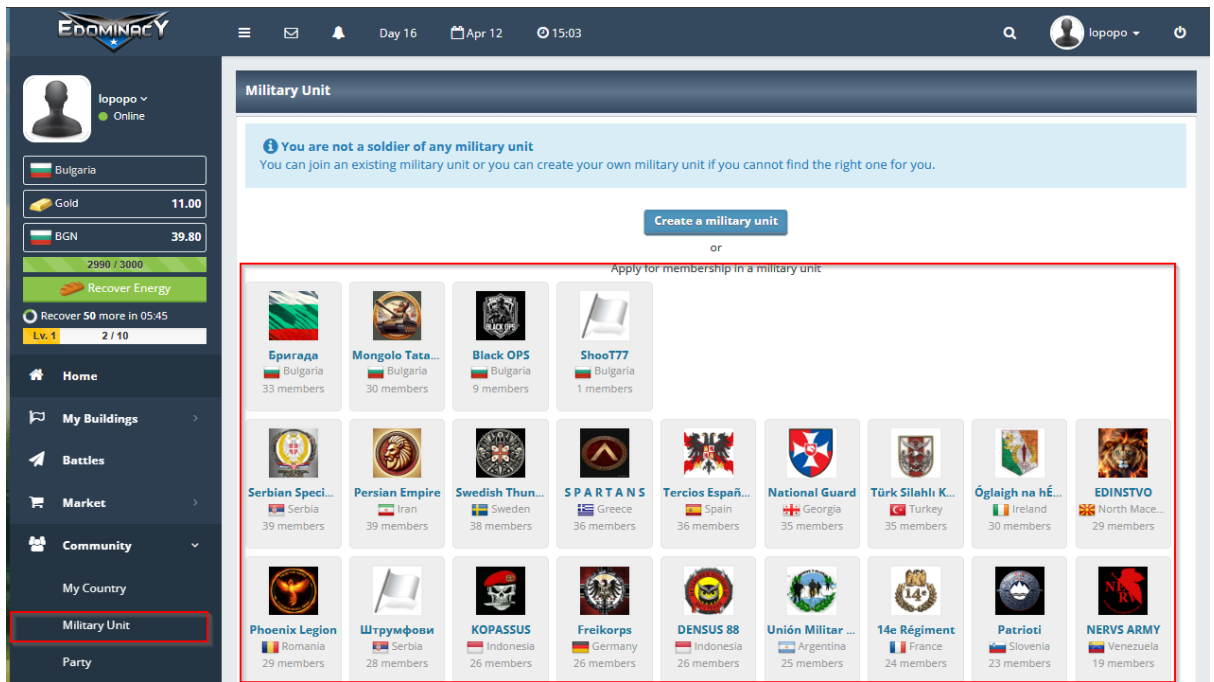 EDOMINACY
Day 16
Apr 12
15:03
lopopo
lopopo
Online
Bulgaria
Gold 11.00
BGN 39.80
2990 / 3000
Recover Energy
Recover 50 more in 05:45
Lv. 1 2 / 10
Home
My Buildings
Battles
Market
Community
My Country
Military Unit
Party
Military Unit
You are not a soldier of any military unit
You can join an existing military unit or you can create your own military unit if you cannot find the right one for you.
Create a military unit
or
Apply for membership in a military unit
BLACK OPS
Бригада Mongolo Tata... Black OPS ShooT77
Bulgaria Bulgaria Bulgaria Bulgaria
33 members 30 members 9 members 1 members
Serbian Speci... Persian Empire Swedish Thun... S P A R T A N S Tercios Españ... National Guard Türk Silahlı K... Óglaigh na hÉ... EDINSTVO
Serbia Iran Sweden Greece Spain Georgia Turkey Ireland North Mace...
39 members 39 members 38 members 36 members 36 members 35 members 35 members 30 members 29 members
14e
Phoenix Legion Штрумфови KOPASSUS Freikorps DENSUS 88 Unión Militar ... 14e Régiment Patrioti NERVS ARMY
Romania Serbia Indonesia Germany Indonesia Argentina France Slovenia Venezuela
29 members 28 members 26 members 26 members 26 members 25 members 24 members 23 members 19 members